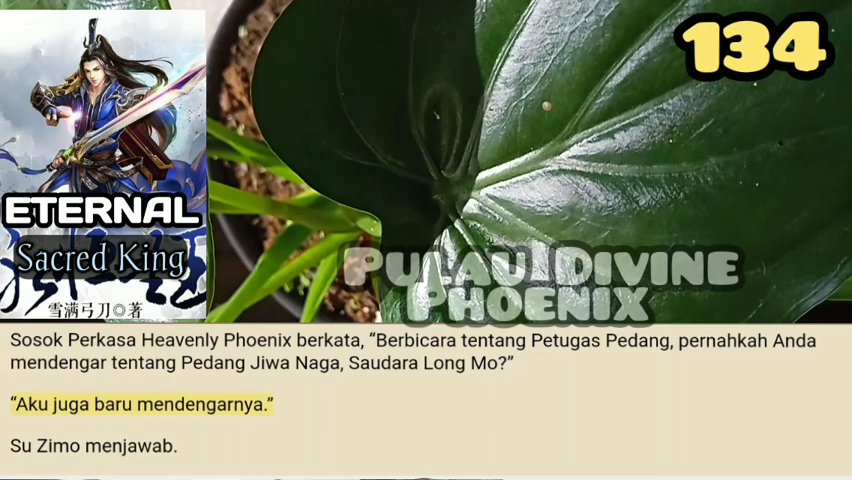 134
ETERNAL
Sacred King
雪满弓刀◎著
PULAU DIVINE
PHOENIX
Sosok Perkasa Heavenly Phoenix berkata, “Berbicara tentang Petugas Pedang, pernahkah Anda
mendengar tentang Pedang Jiwa Naga, Saudara Long Mo?”
“Aku juga baru mendengarnya.”
Su Zimo menjawab.